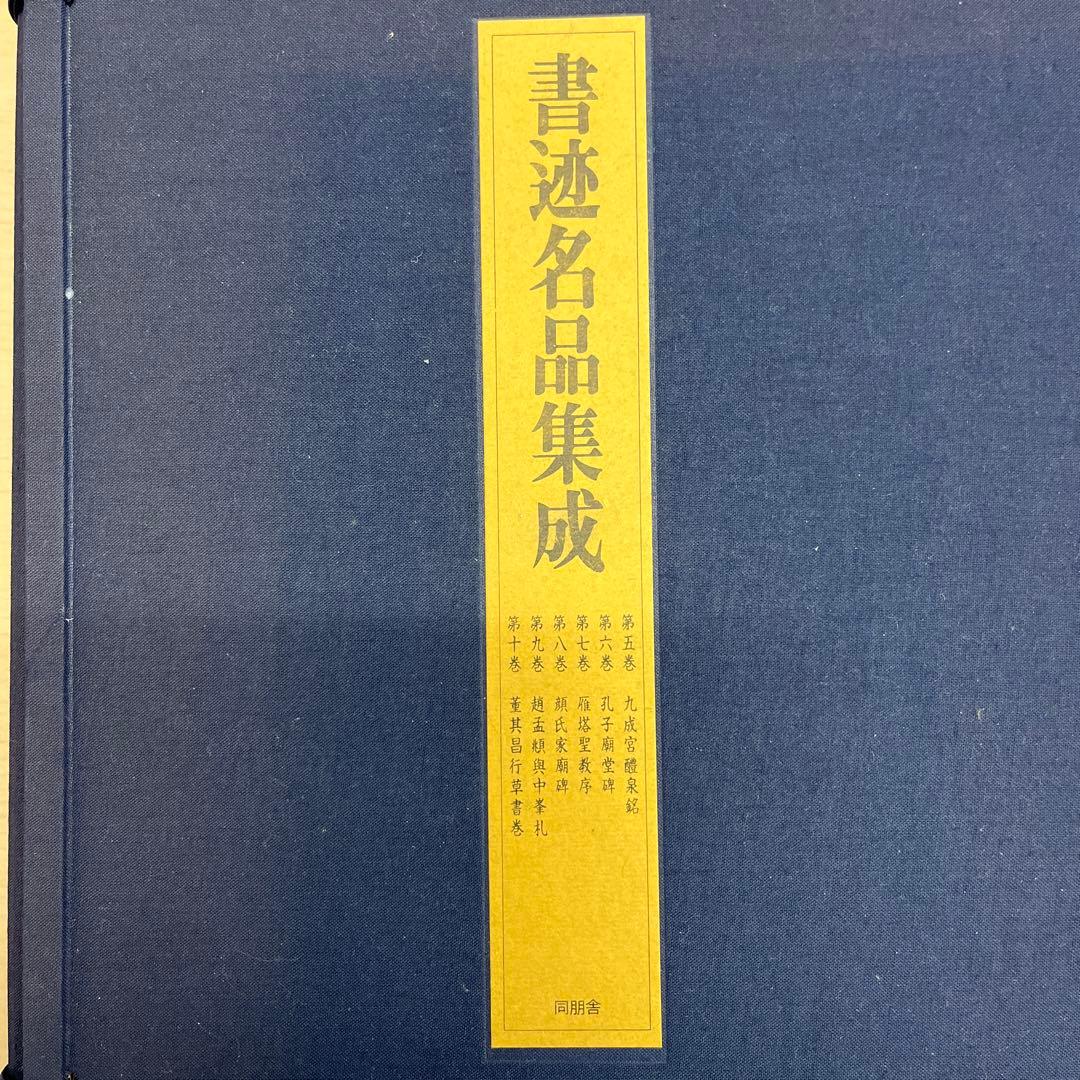 書迹名品集成
第五巻 九成宮醴泉銘
第六巻 孔子廟堂碑
第七巻 雁塔聖教序
第八巻 顔氏家廟碑
第九巻 趙孟頫與中峯札
第十巻 董其昌行草書巻
同朋舎